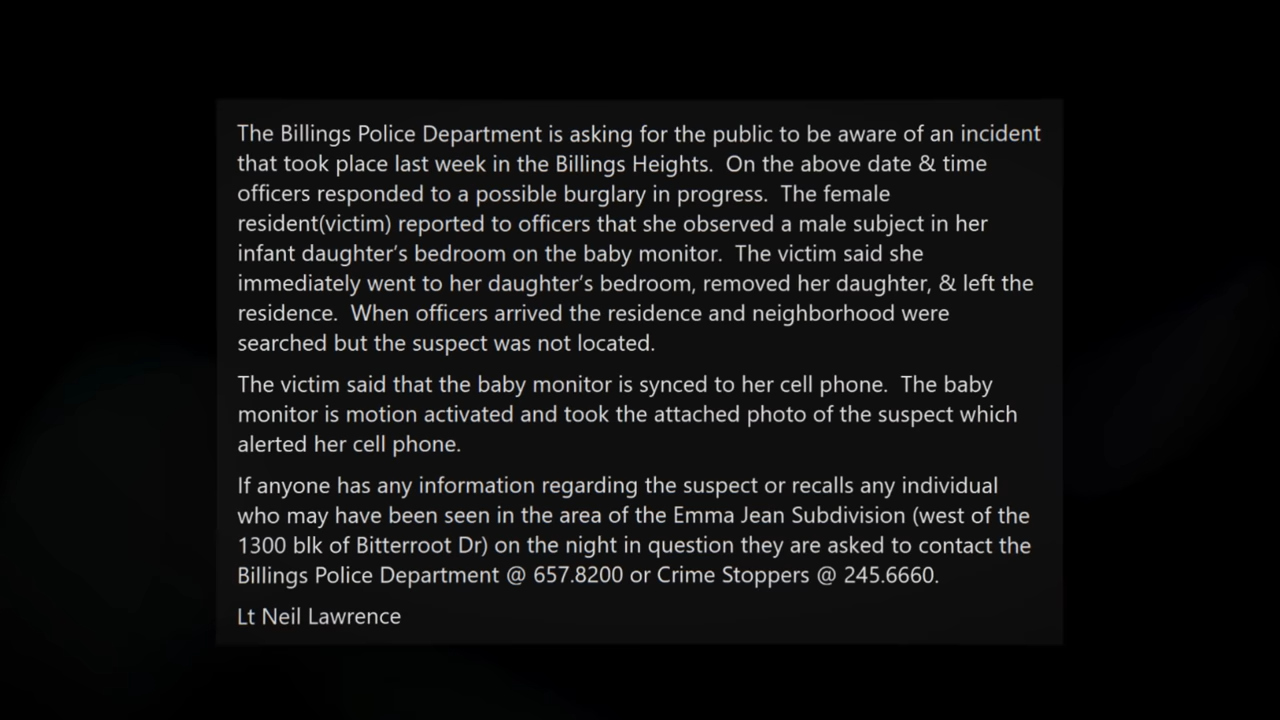 The Billings Police Department is asking for the public to be aware of an incident
that took place last week in the Billings Heights.  On the above date & time
officers responded to a possible burglary in progress.  The female
resident(victim) reported to officers that she observed a male subject in her
infant daughter’s bedroom on the baby monitor.  The victim said she
immediately went to her daughter’s bedroom, removed her daughter, & left the
residence.  When officers arrived the residence and neighborhood were
searched but the suspect was not located.
The victim said that the baby monitor is synced to her cell phone.  The baby
monitor is motion activated and took the attached photo of the suspect which
alerted her cell phone.
If anyone has any information regarding the suspect or recalls any individual
who may have been seen in the area of the Emma Jean Subdivision (west of the
1300 blk of Bitterroot Dr) on the night in question they are asked to contact the
Billings Police Department @ 657.8200 or Crime Stoppers @ 245.6660.
Lt Neil Lawrence